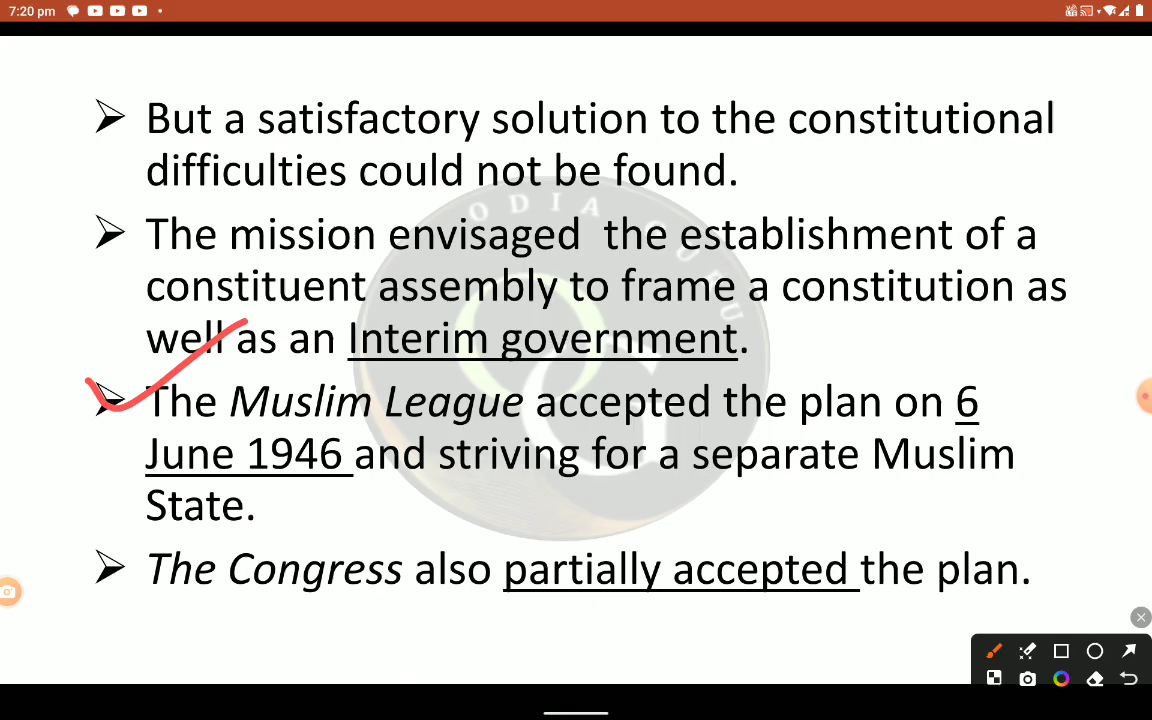 7:20 pm
➢ But a satisfactory solution to the constitutional
difficulties could not be found.
➢ The mission envisaged the establishment of a
constituent assembly to frame a constitution as
well as an Interim government.
➢ The Muslim League accepted the plan on 6
June 1946 and striving for a separate Muslim
State.
➢ The Congress also partially accepted the plan.
ODIA GURU